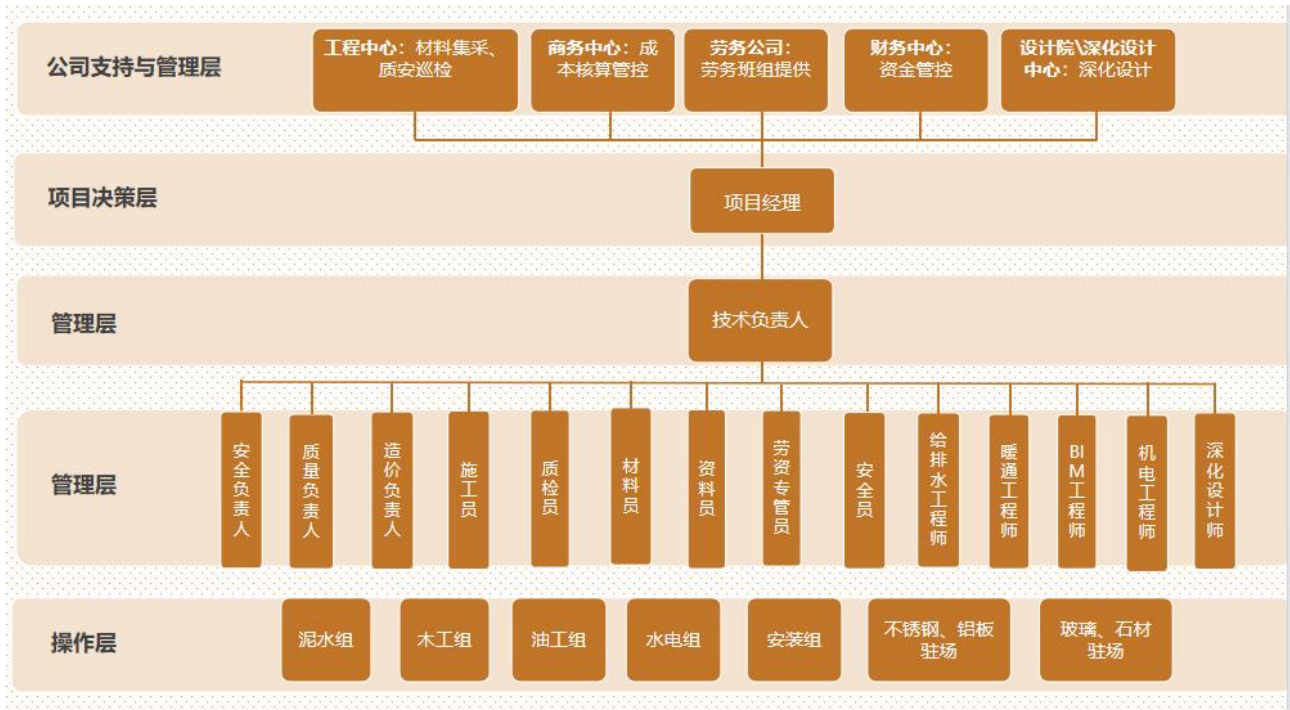 公司支持与管理层
工程中心：材料集采、
质安巡检
商务中心：成
本核算管控
劳务公司：
劳务班组提供
财务中心：
资金管控
设计院\深化设计
中心：深化设计
项目决策层
项目经理
管理层
技术负责人
管理层
安全负责人
质量负责人
造价负责人
施工员
质检员
材料员
资料员
劳资专管员
安全员
给排水工程师
暖通工程师
BIM工程师
机电工程师
深化设计师
操作层
泥水组
木工组
油工组
水电组
安装组
不锈钢、铝板
驻场
玻璃、石材
驻场